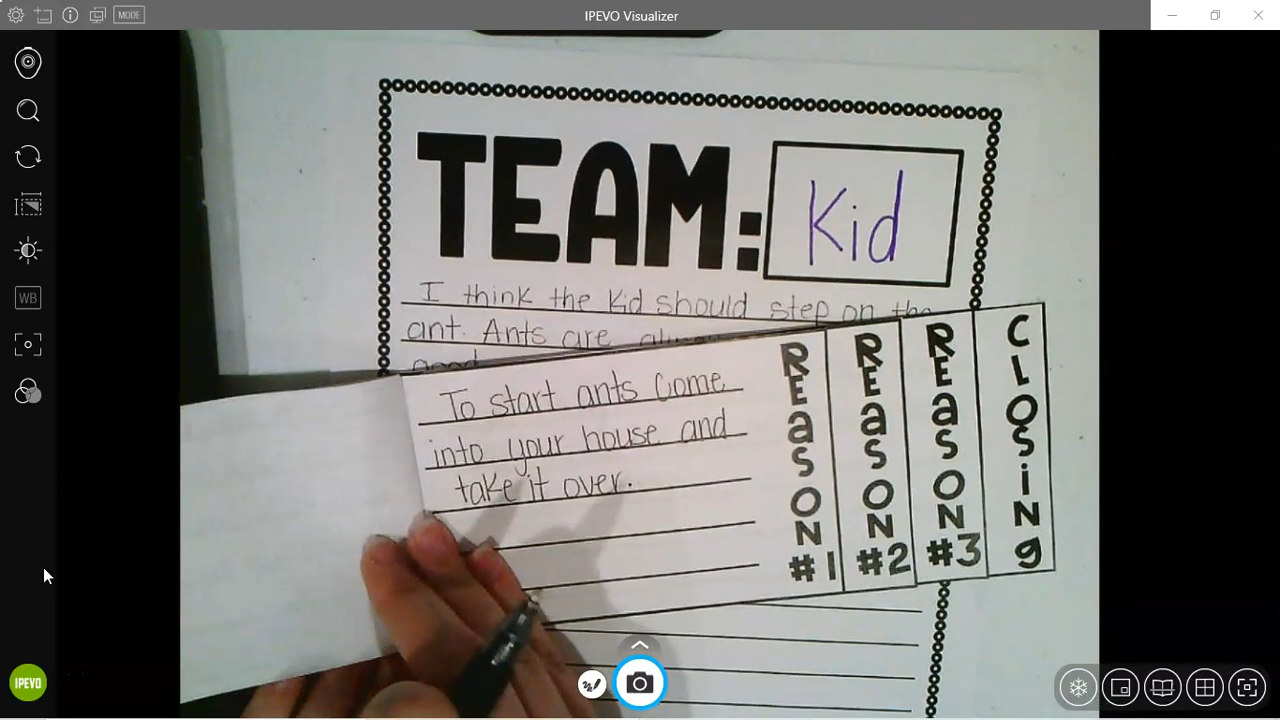 IPEVO Visualizer
MODE
WB
TEAM: Kid
I think the kid should step on the
ant. Ants are
good
To start ants come
into your house and
take it over.
REaSON #1
REaSON #2
REaSON #3
CLOSiNg
IPEVO